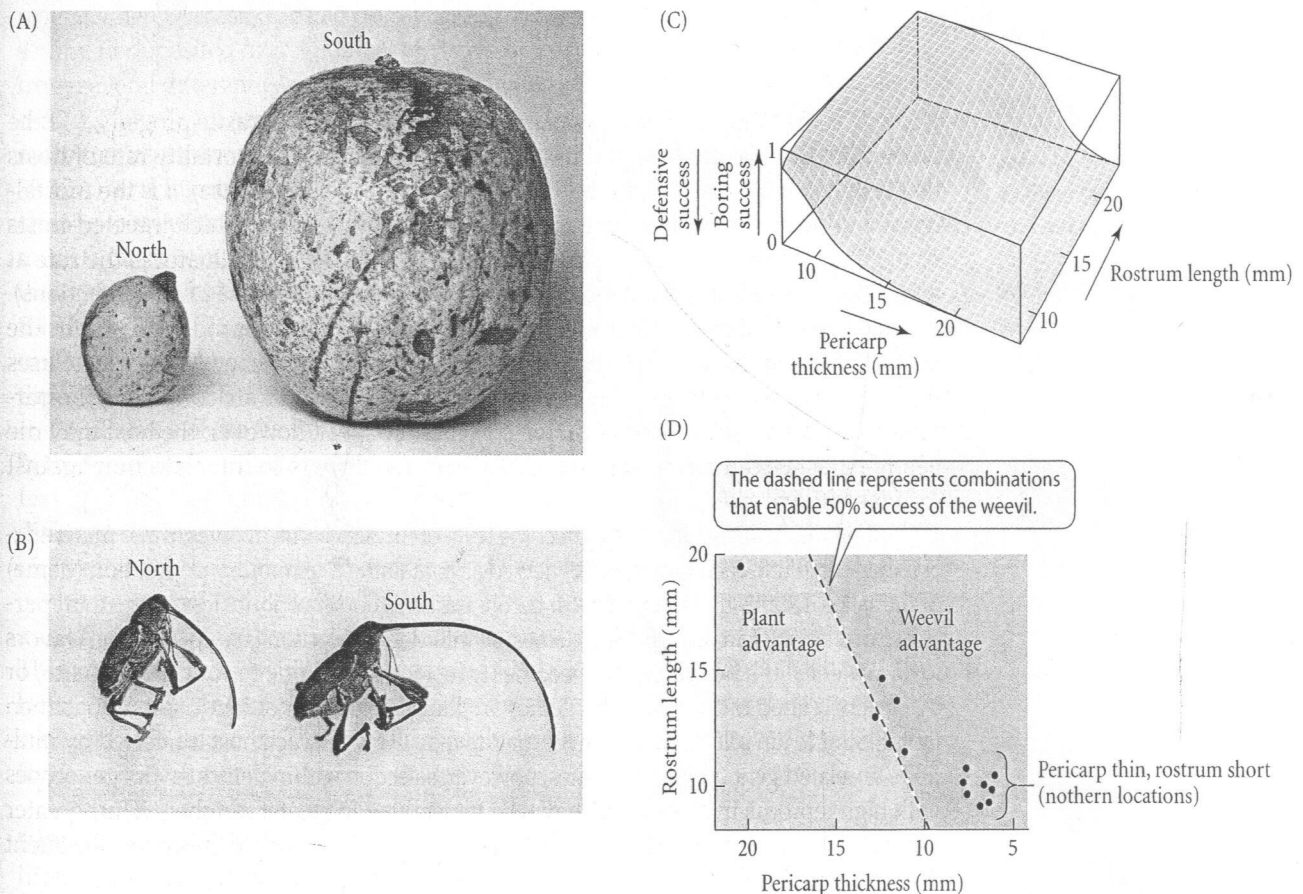 (A)
South
North
(B)
North
South
(C)
Defensive
success
Boring
success
1
0
10
15
20
Pericarp
thickness (mm)
10
15
20
Rostrum length (mm)
(D)
The dashed line represents combinations
that enable 50% success of the weevil.
20
15
10
Rostrum length (mm)
Plant
advantage
Weevil
advantage
Pericarp thin, rostrum short
(nothern locations)
20
15
10
5
Pericarp thickness (mm)